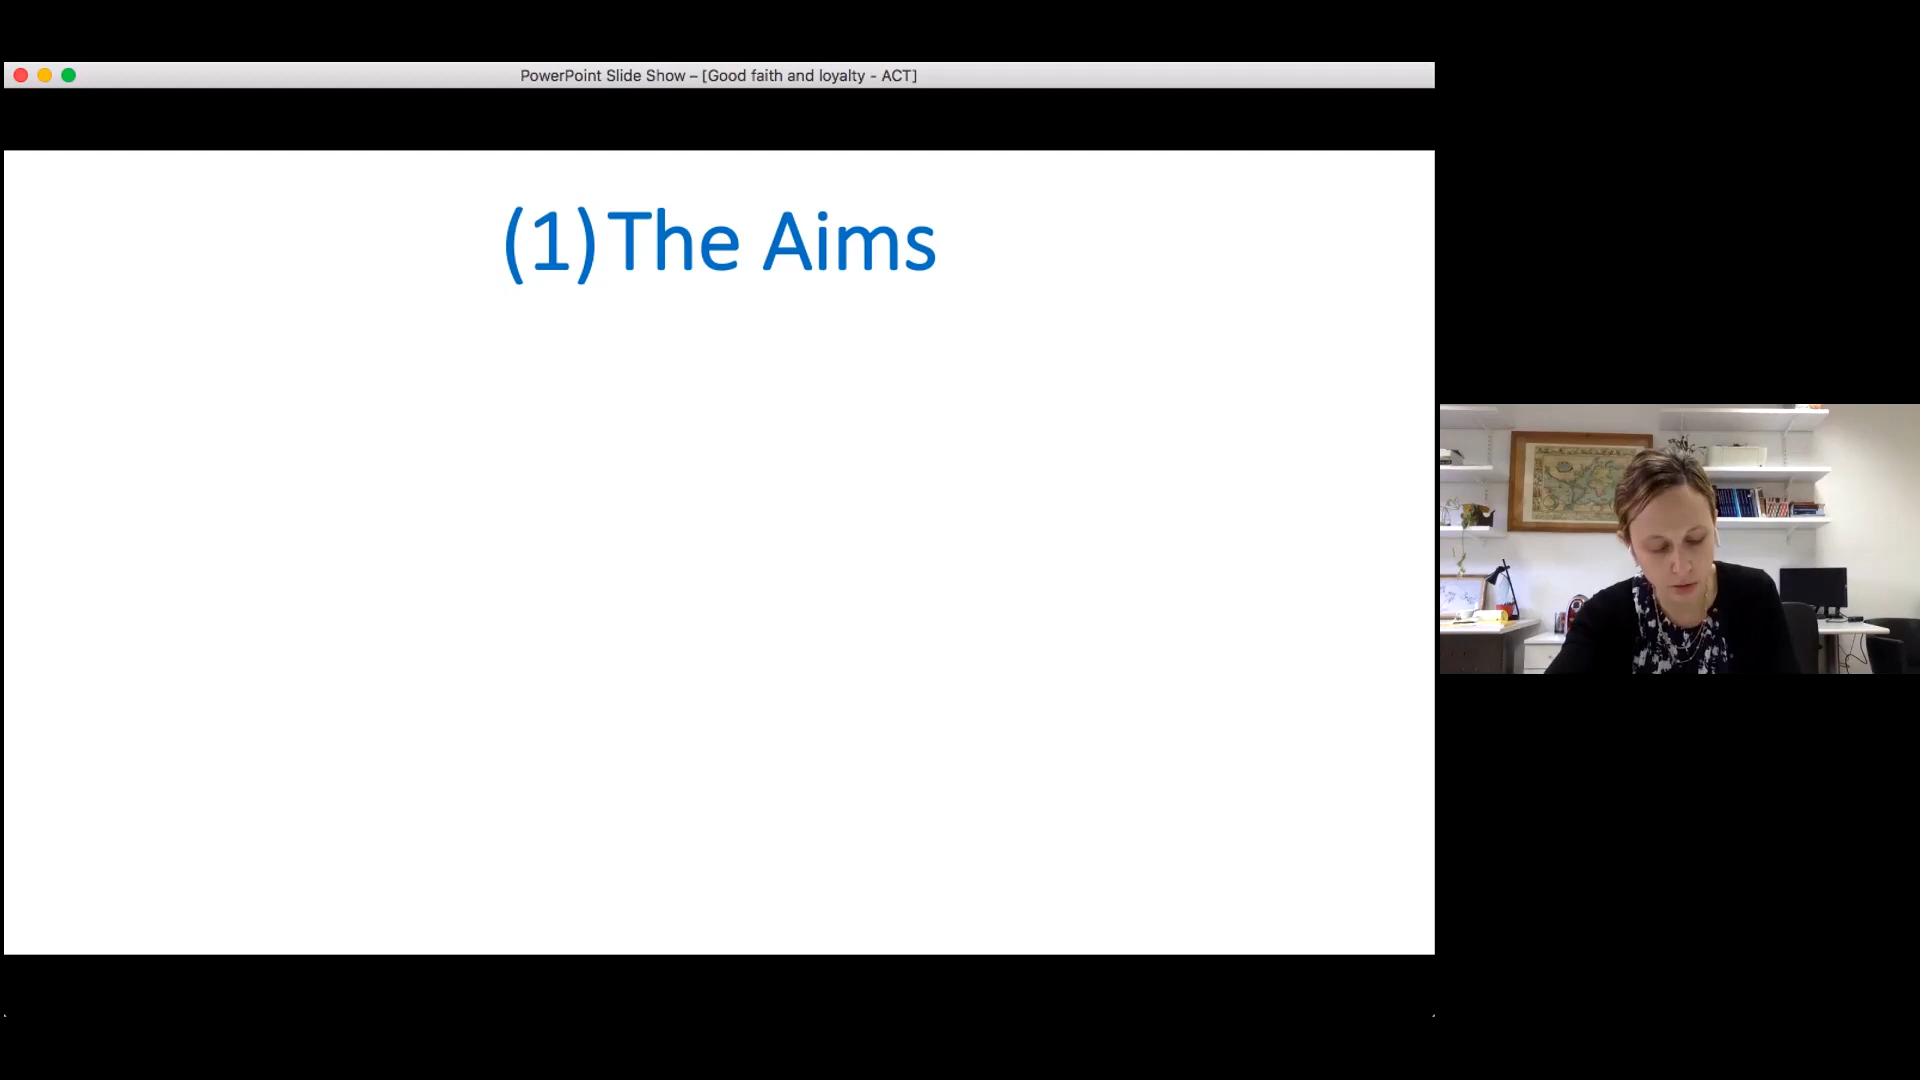 PowerPoint Slide Show – [Good faith and loyalty - ACT]
(1) The Aims